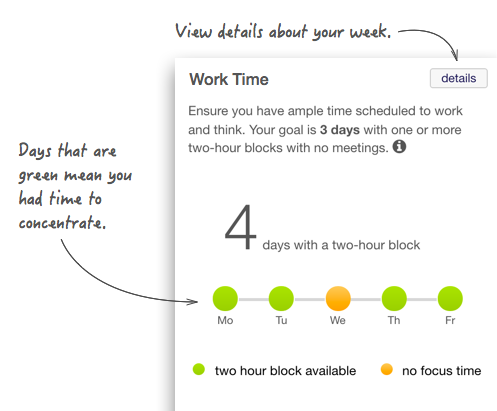 View details about your week.
Work Time
details
Ensure you have ample time scheduled to work
and think. Your goal is 3 days with one or more
two-hour blocks with no meetings. i
Days that are
green mean you
had time to
concentrate.
4 days with a two-hour block
Mo Tu We Th Fr
two hour block available no focus time